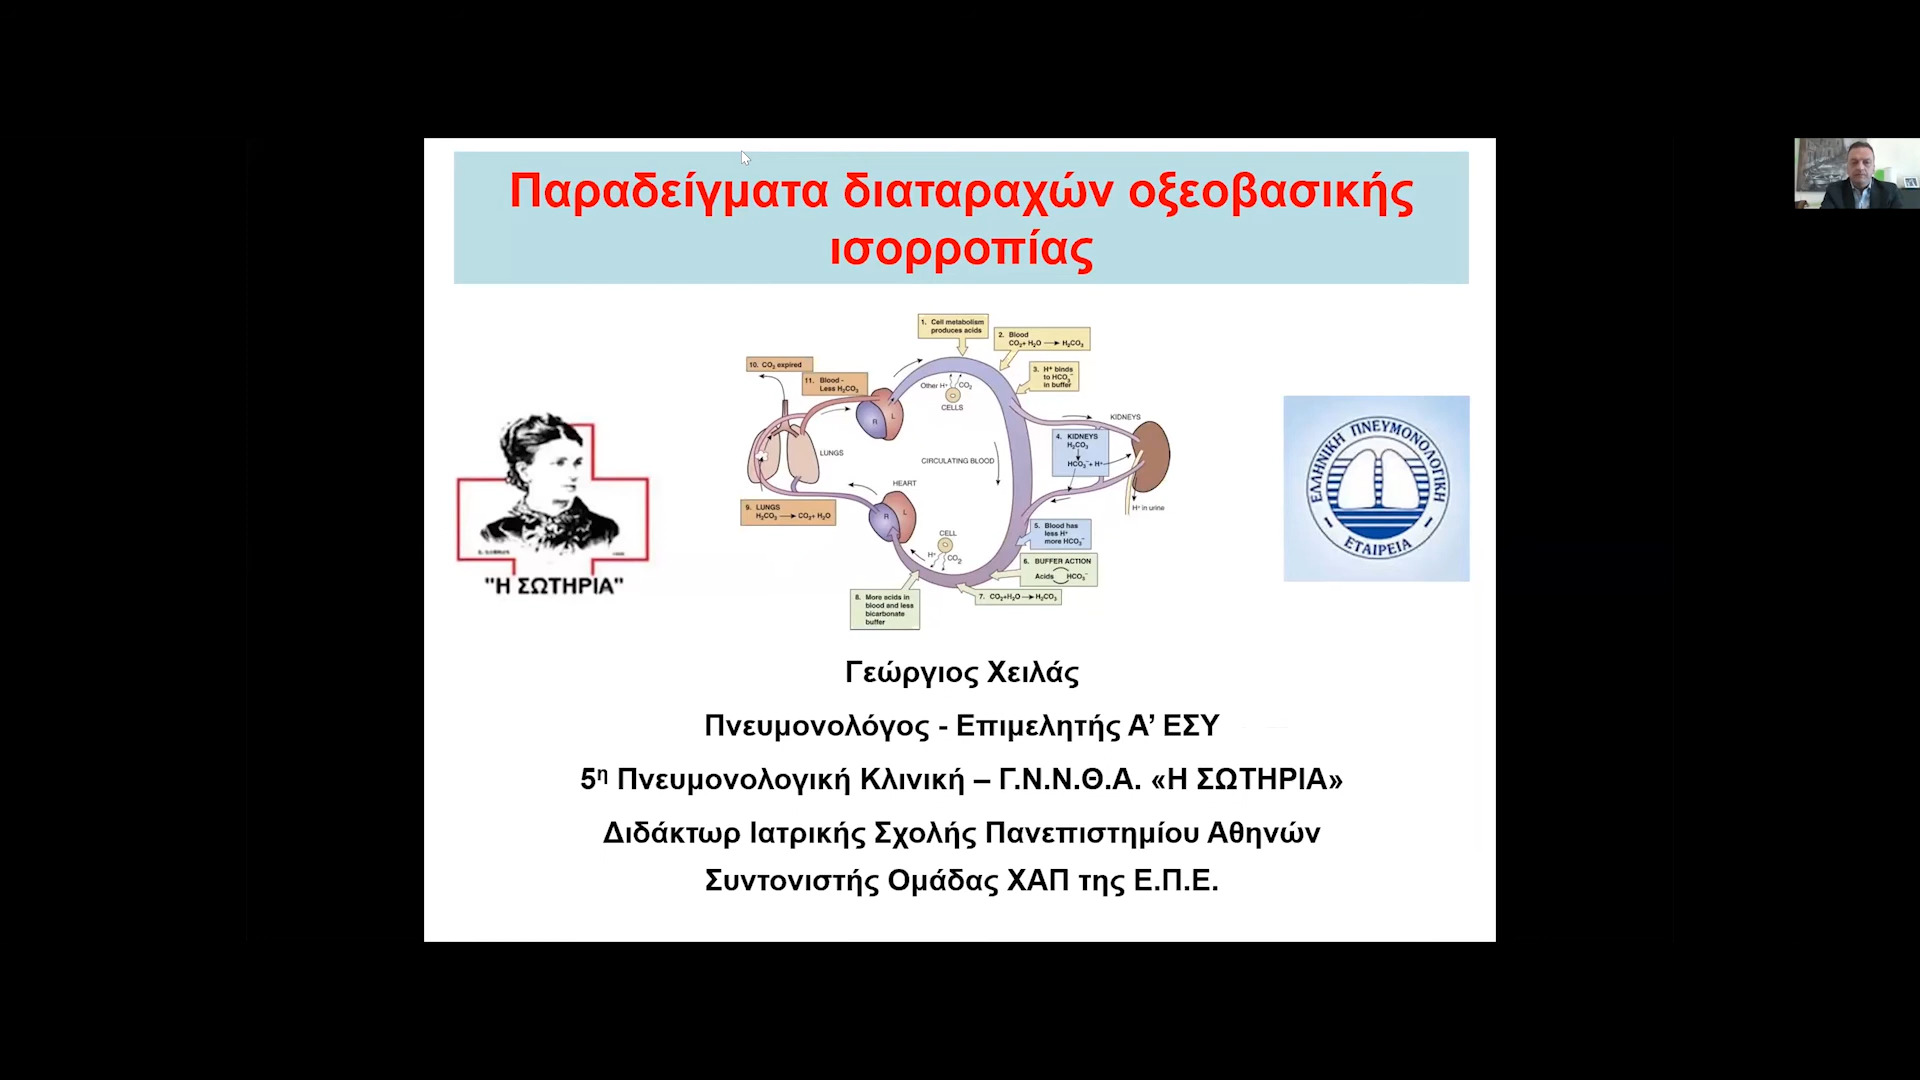 Παραδείγματα διαταραχών οξεοβασικής
ισορροπίας
1. Cell metabolism
produces acids
2. Blood
CO₂+ H₂O → H₂CO₃
3. H⁺ binds
to HCO₃⁻
in buffer
10. CO₂ expired
11. Blood -
Less H₂CO₃
Other H⁺
CO₂
CELLS
R
L
KIDNEYS
4. KIDNEYS
H₂CO₃
HCO₃⁻+ H⁺
LUNGS
CIRCULATING BLOOD
HEART
9. LUNGS
H₂CO₃ → CO₂+ H₂O
R
L
H⁺ in urine
5. Blood has
less H⁺
more HCO₃⁻
CELL
H⁺
CO₂
6. BUFFER ACTION
Acids HCO₃⁻
7. CO₂+H₂O → H₂CO₃
8. More acids in
blood and less
bicarbonate
buffer
"Η ΣΩΤΗΡΙΑ"
ΕΛΛΗΝΙΚΗ ΠΝΕΥΜΟΝΟΛΟΓΙΚΗ
ΕΤΑΙΡΕΙΑ
Γεώργιος Χειλάς
Πνευμονολόγος - Επιμελητής Α’ ΕΣΥ
5η Πνευμονολογική Κλινική – Γ.Ν.Ν.Θ.Α. «Η ΣΩΤΗΡΙΑ»
Διδάκτωρ Ιατρικής Σχολής Πανεπιστημίου Αθηνών
Συντονιστής Ομάδας ΧΑΠ της Ε.Π.Ε.